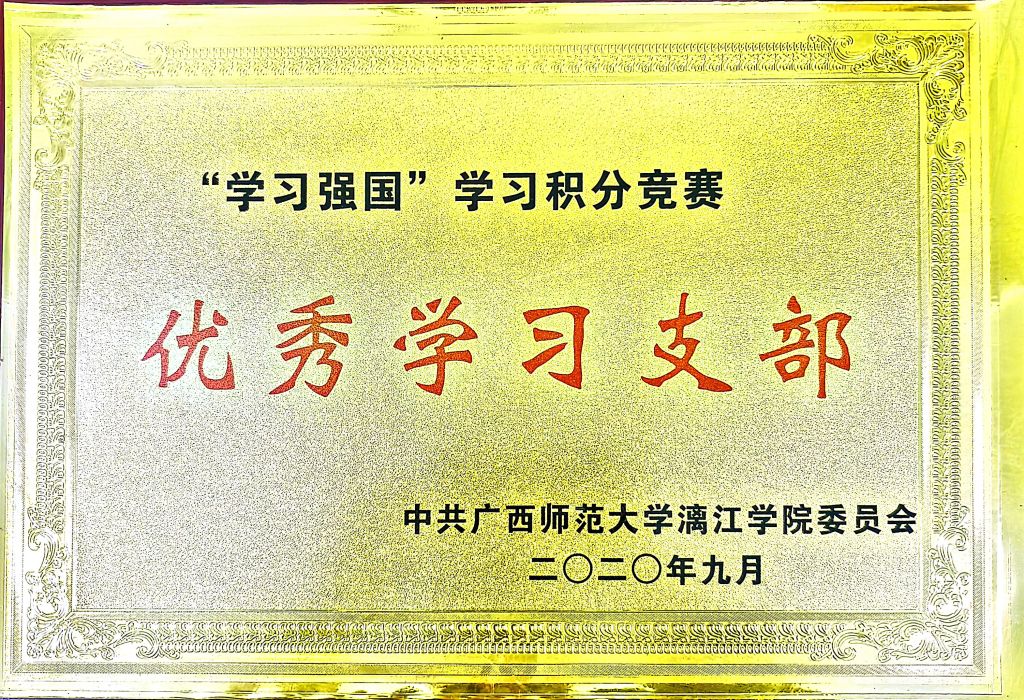 “学习强国”学习积分竞赛
优秀学习支部
中共广西师范大学漓江学院委员会
二〇二〇年九月